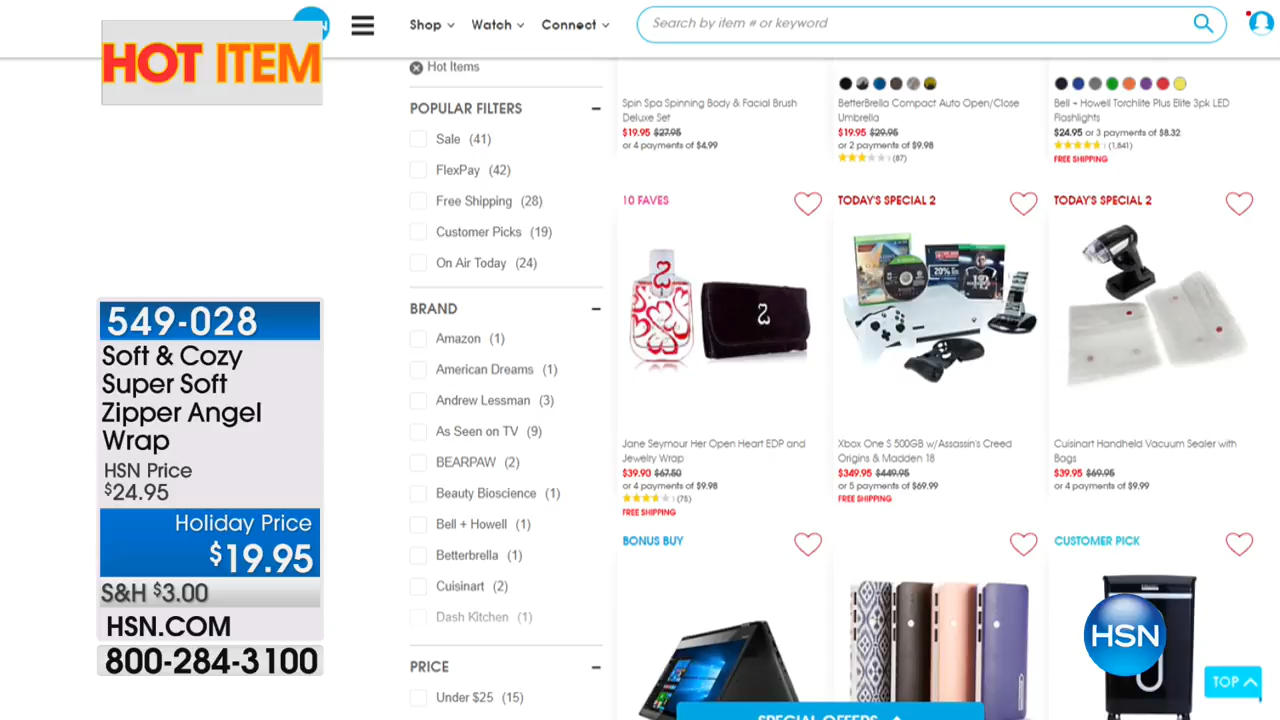 HOT ITEM
Shop
Watch
Connect
Search by item # or keyword
Hot Items
POPULAR FILTERS
Sale (41)
FlexPay (42)
Free Shipping (28)
Customer Picks (19)
On Air Today (24)
BRAND
Amazon (1)
American Dreams (1)
Andrew Lessman (3)
As Seen on TV (9)
BEARPAW (2)
Beauty Bioscience (1)
Bell + Howell (1)
Betterbrella (1)
Cuisinart (2)
Dash Kitchen (1)
PRICE
Under $25 (15)
549-028
Soft & Cozy
Super Soft
Zipper Angel
Wrap
HSN Price
$24.95
Holiday Price
$19.95
S&H $3.00
HSN.COM
800-284-3100
Spin Spa Spinning Body & Facial Brush
Deluxe Set
$19.95 $27.95
or 4 payments of $4.99
BetterBrella Compact Auto Open/Close
Umbrella
$19.95 $29.95
or 2 payments of $9.98
(87)
Bell + Howell Torchlite Plus Elite 3pk LED
Flashlights
$24.95 or 3 payments of $8.32
(1,841)
FREE SHIPPING
10 FAVES
Jane Seymour Her Open Heart EDP and
Jewelry Wrap
$39.90 $67.50
or 4 payments of $9.98
(75)
FREE SHIPPING
TODAY'S SPECIAL 2
Xbox One S 500GB w/Assassin's Creed
Origins & Madden 18
$349.95 $449.95
or 5 payments of $69.99
FREE SHIPPING
TODAY'S SPECIAL 2
Cuisinart Handheld Vacuum Sealer with
Bags
$39.95 $69.95
or 4 payments of $9.99
BONUS BUY
CUSTOMER PICK
HSN
TOP
SPECIAL OFFERS